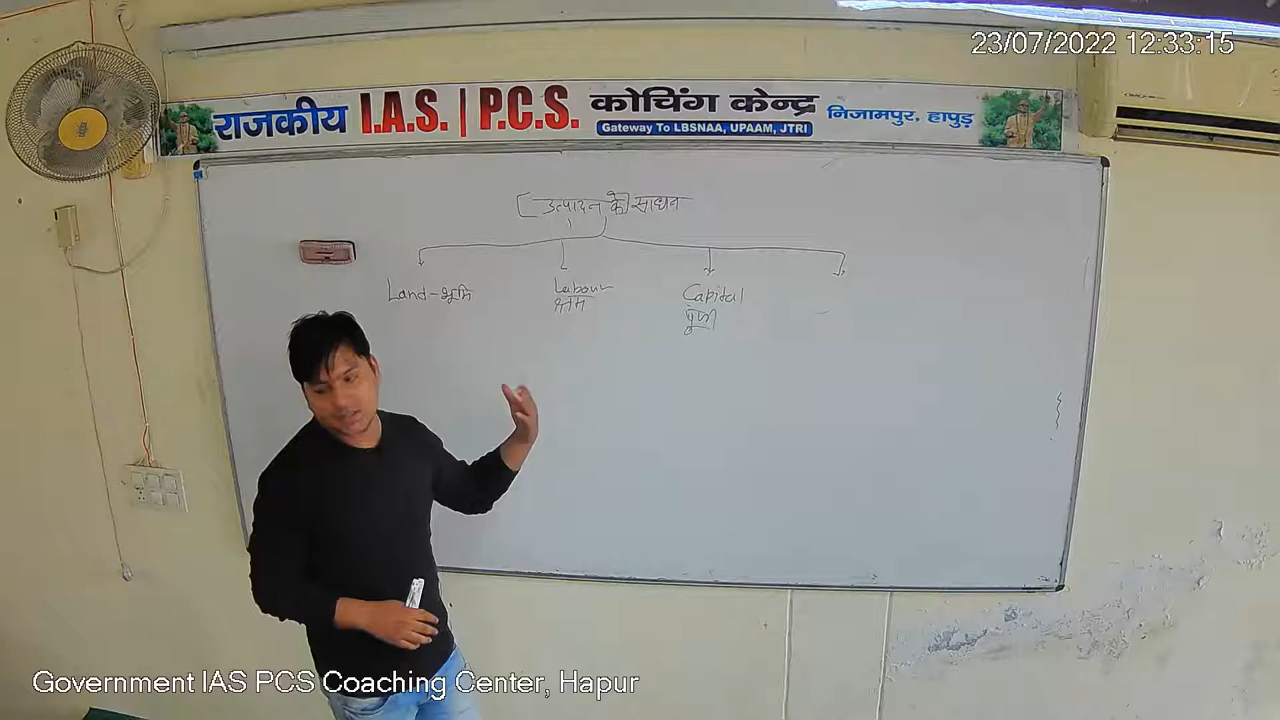 23/07/2022 12:33:15
राजकीय I.A.S. | P.C.S. कोचिंग केन्द्र निजामपुर, हापुड़
Gateway To LBSNAA, UPAAM, JTRI
[उत्पादन के] साधन
Land-भूमि Labour Capital
श्रम पूंजी
Government IAS PCS Coaching Center, Hapur